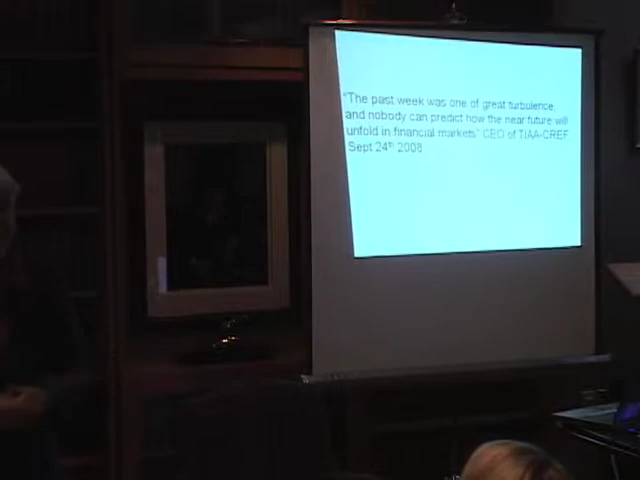 "The past week was one of great turbulence,
and nobody can predict how the near future will
unfold in financial markets" CEO of TIAA-CREF
Sept 24th 2008